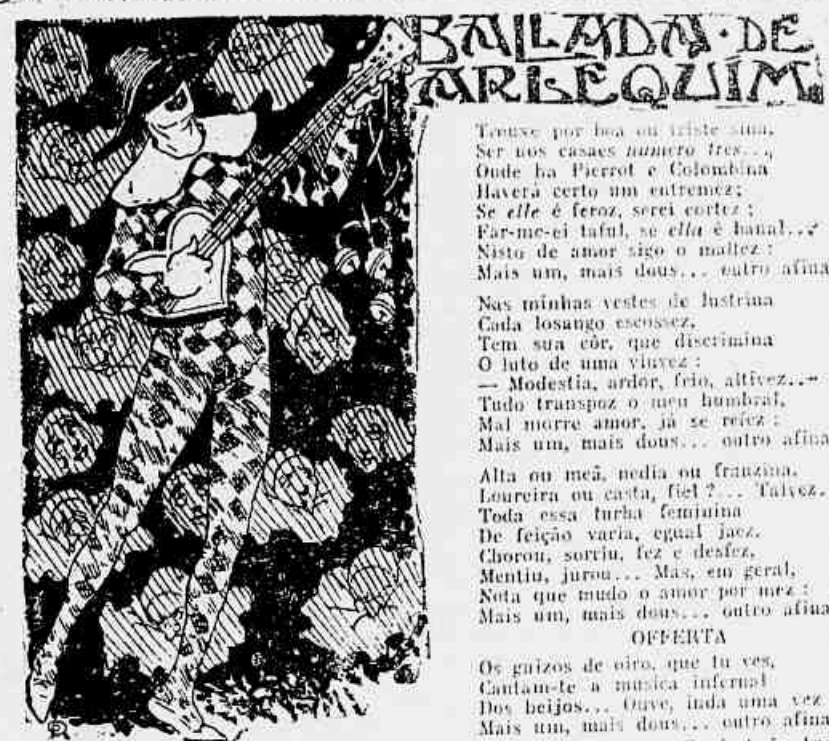 BALLADA · DE
ARLEQUIM
Trouxe por boa ou triste sina,
Ser nos casaes numero tres...,
Onde ha Pierrot e Colombina
Haverá certo um entremez;
Se elle é feroz, serei cortez;
Far-me-ei taful, se ella é banal...
Nisto de amor sigo o maltez:
Mais um, mais dous... outro afina
Nas minhas vestes de lustrina
Cada losango escossez,
Tem sua côr, que discrimina
O luto de uma viuvez:
— Modestia, ardor, frio, altivez...
Tudo transpoz o meu humbral,
Mal morre amor, já se refez:
Mais um, mais dous... outro afina
Alta ou meã, nedia ou franzina,
Loureira ou casta, fiel?... Talvez.
Toda essa turba feminina
De feição varia, egual jaez,
Chorou, sorriu, fez e desfez,
Mentiu, jurou... Mas, em geral,
Nota que mudo o amor por mez:
Mais um, mais dous... outro afina
OFFERTA
Os guizos de oiro, que tu ves,
Cantam-te a musica infernal
Dos beijos... Ouve, inda uma vez
Mais um, mais dous... outro afina